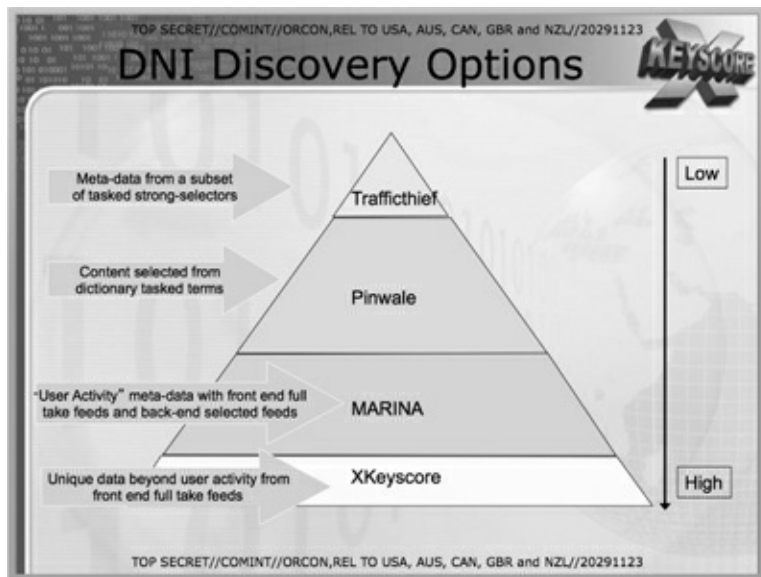 TOP SECRET//COMINT//ORCON,REL TO USA, AUS, CAN, GBR and NZL//20291123
DNI Discovery Options
X
KEYSCORE
Meta-data from a subset
of tasked strong-selectors
Trafficthief
Low
Content selected from
dictionary tasked terms
Pinwale
"User Activity" meta-data with front end full
take feeds and back-end selected feeds
MARINA
Unique data beyond user activity from
front end full take feeds
XKeyscore
High
TOP SECRET//COMINT//ORCON,REL TO USA, AUS, CAN, GBR and NZL//20291123